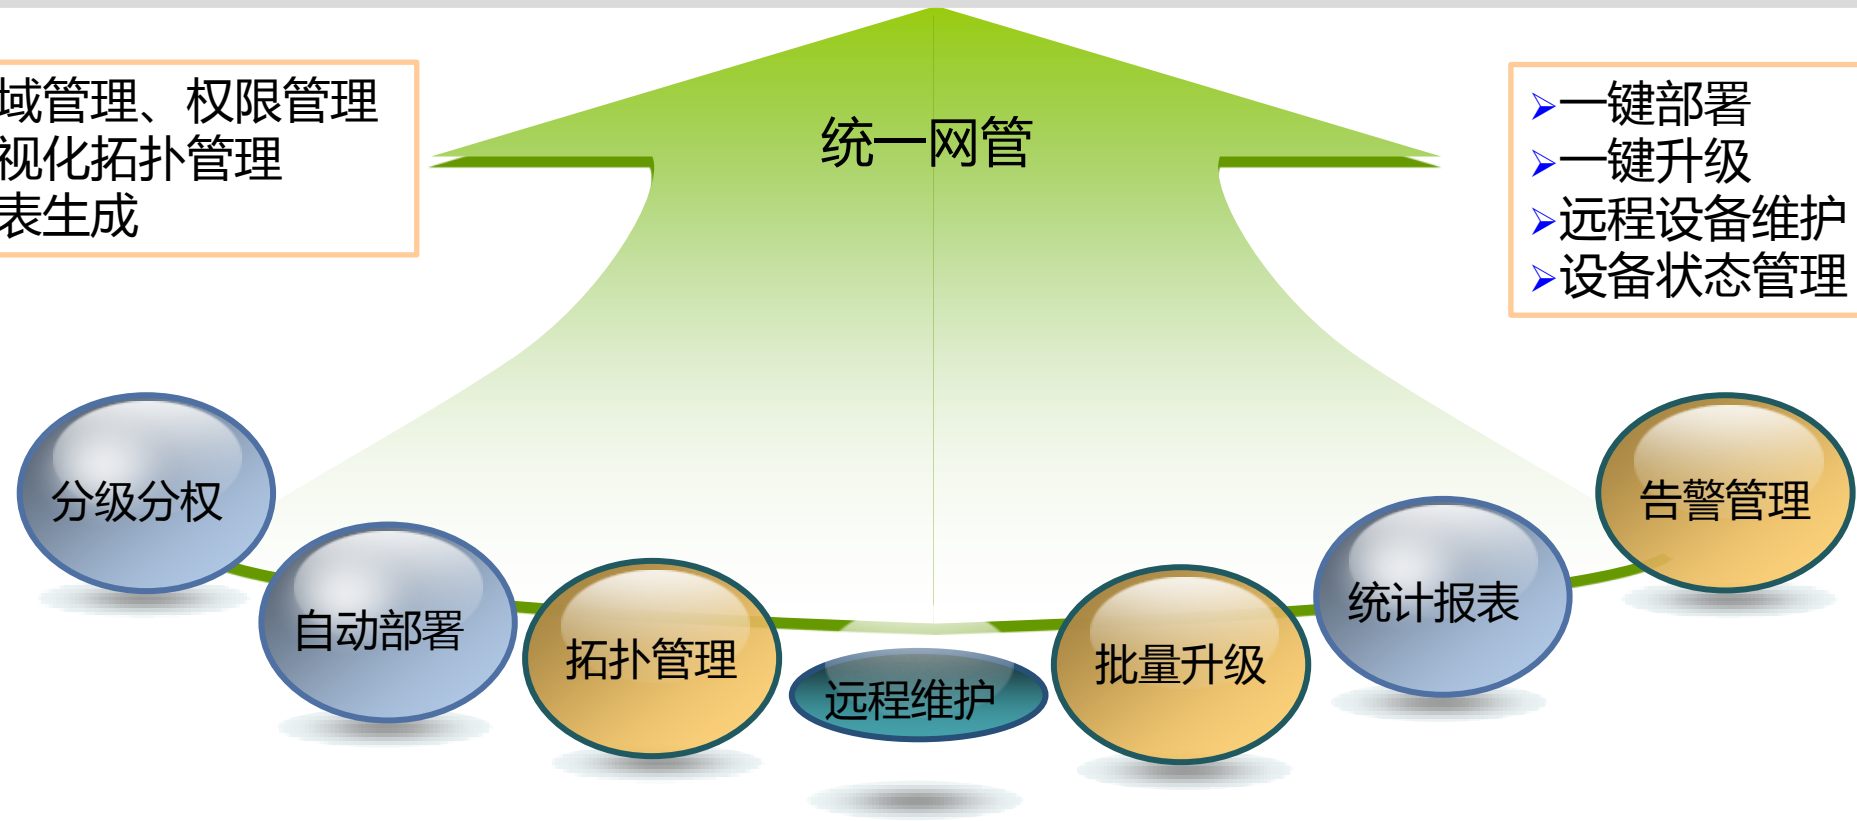 域管理、权限管理
视化拓扑管理
表生成
统一网管
➢一键部署
➢一键升级
➢远程设备维护
➢设备状态管理
分级分权
自动部署
拓扑管理
远程维护
批量升级
统计报表
告警管理